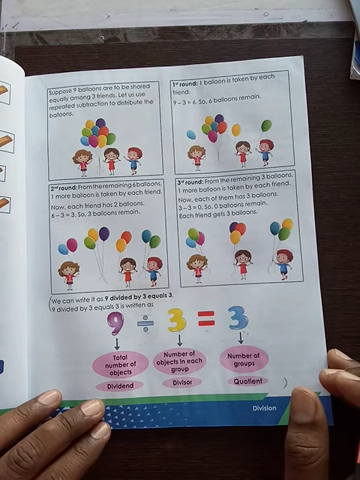 Suppose 9 balloons are to be shared
equally among 3 friends. Let us use
repeated subtraction to distribute the
balloons.
1st round: 1 balloon is taken by each
friend.
9 – 3 = 6. So, 6 balloons remain.
2nd round: From the remaining 6 balloons,
1 more balloon is taken by each friend.
Now, each friend has 2 balloons.
6 – 3 = 3. So, 3 balloons remain.
3rd round: From the remaining 3 balloons,
1 more balloon is taken by each friend.
Now, each of them has 3 balloons.
3 – 3 = 0. So, 0 balloons remain.
Each friend gets 3 balloons.
We can write it as 9 divided by 3 equals 3.
9 divided by 3 equals 3 is written as
9 ÷ 3 = 3
Total
number of
objects
Dividend
Number of
objects in each
group
Divisor
Number of
groups
Quotient
Division